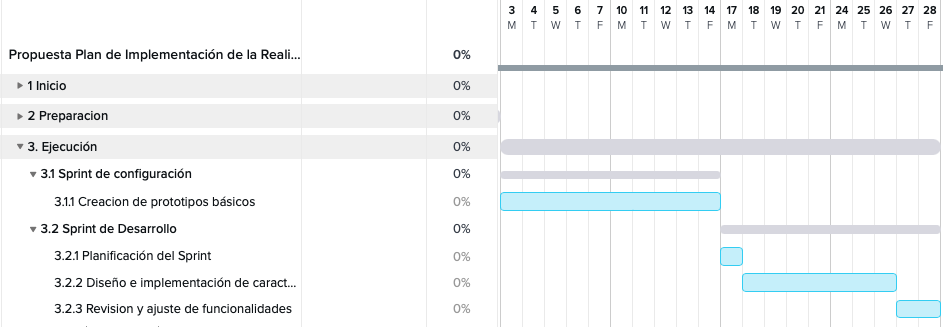 3 4 5 6 7 10 11 12 13 14 17 18 19 20 21 24 25 26 27 28
M T W T F M T W T F M T W T F M T W T F
Propuesta Plan de Implementación de la Reali... 0%
1 Inicio 0%
2 Preparacion 0%
3. Ejecución 0%
3.1 Sprint de configuración 0%
3.1.1 Creacion de prototipos básicos 0%
3.2 Sprint de Desarrollo 0%
3.2.1 Planificación del Sprint 0%
3.2.2 Diseño e implementación de caract... 0%
3.2.3 Revision y ajuste de funcionalidades 0%